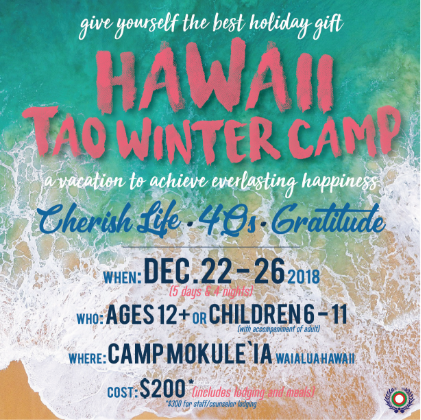 give yourself the best holiday gift
HAWAII
TAO WINTER CAMP
a vacation to achieve everlasting happiness
Cherish Life • 4Qs • Gratitude
WHEN: DEC. 22 - 26 2018
(5 days & 4 nights)
WHO: AGES 12+ OR CHILDREN 6 - 11
(with accompaniment of adult)
WHERE: CAMP MOKULE`IA WAIALUA HAWAII
COST: $200* (includes lodging and meals)
*$300 for staff/counselor lodging